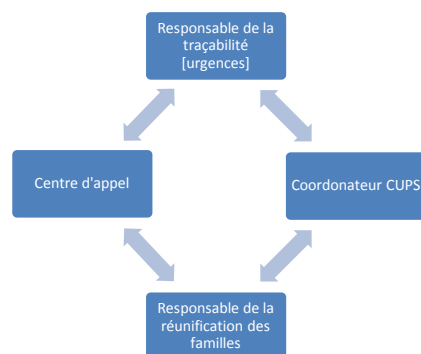 Responsable de la
traçabilité
[urgences]
Centre d'appel
Coordonateur CUPS
Responsable de la
réunification des
familles